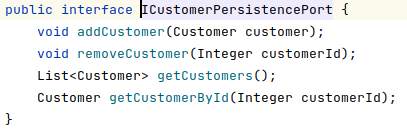 public interface ICustomerPersistencePort {
    void addCustomer(Customer customer);
    void removeCustomer(Integer customerId);
    List<Customer> getCustomers();
    Customer getCustomerById(Integer customerId);
}